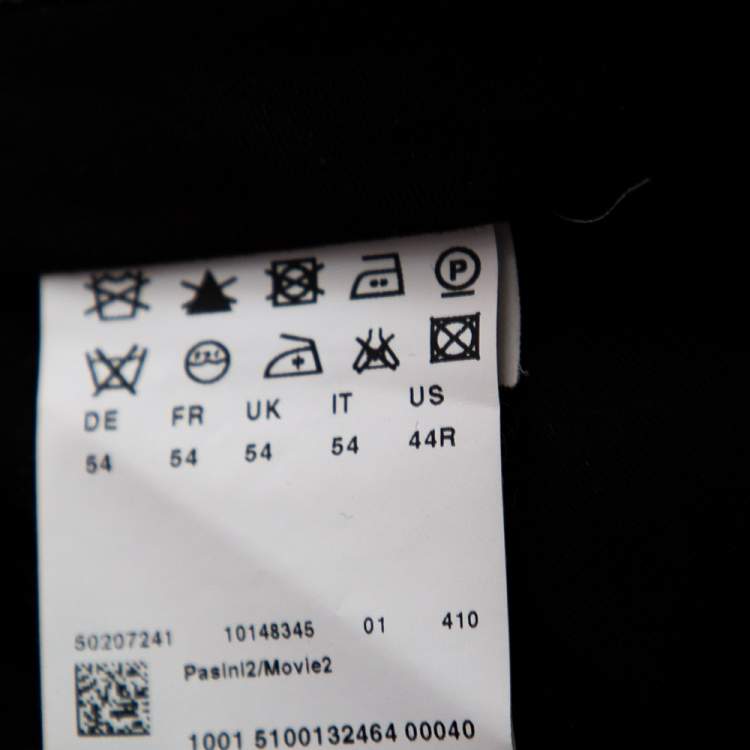 P
DE FR UK IT US
54 54 54 54 44R
50207241 10148345 01 410
Pasini2/Movie2
1001 5100132464 00040